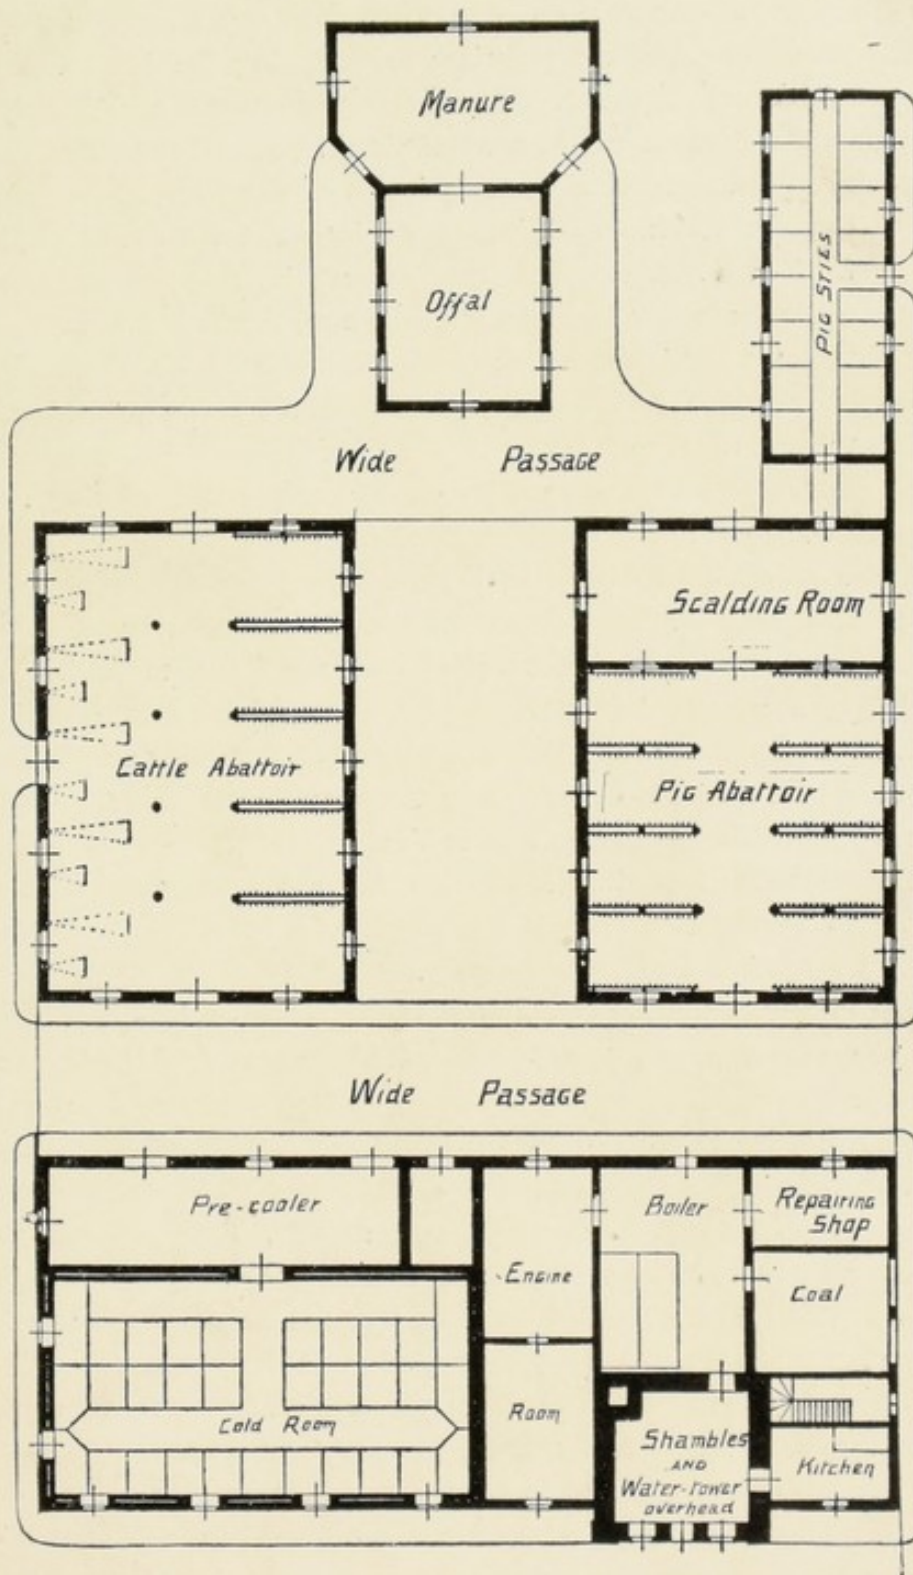 Manure
Offal
PIG STIES
Wide Passage
Scalding Room
Cattle Abattoir
Pig Abattoir
Wide Passage
Pre-cooler
Boiler
Repairing
Shop
Engine
Coal
Cold Room
Room
Shambles
AND
Water-tower
overhead
Kitchen